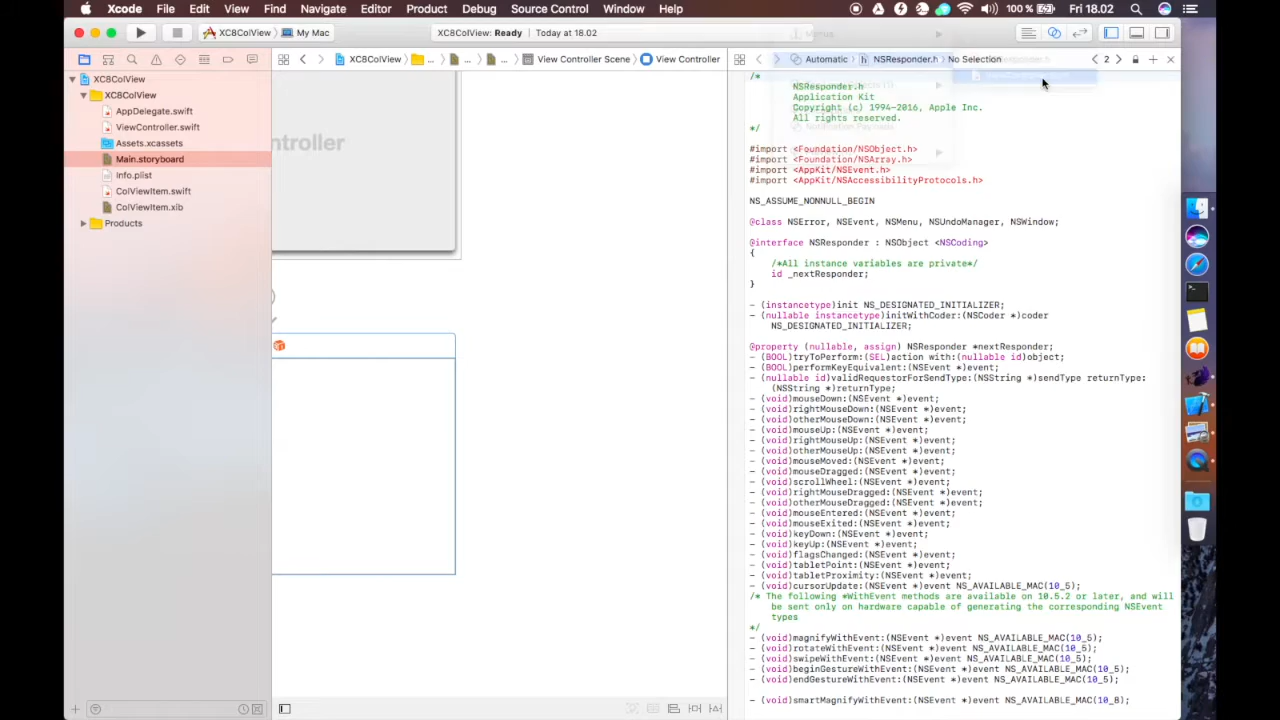 Xcode File Edit View Find Navigate Editor Product Debug Source Control Window Help 100 % Fri 18.02
XC8ColView My Mac XC8ColView: Ready Today at 18.02
XC8ColView ... ... ... View Controller Scene View Controller Automatic NSResponder.h No Selection 2
XC8ColView
XC8ColView
AppDelegate.swift
ViewController.swift
Assets.xcassets
Main.storyboard
Info.plist
ColViewItem.swift
ColViewItem.xib
Products
ntroller
/*
NSResponder.h
Application Kit
Copyright (c) 1994-2016, Apple Inc.
All rights reserved.
*/
#import <Foundation/NSObject.h>
#import <Foundation/NSArray.h>
#import <AppKit/NSEvent.h>
#import <AppKit/NSAccessibilityProtocols.h>
NS_ASSUME_NONNULL_BEGIN
@class NSError, NSEvent, NSMenu, NSUndoManager, NSWindow;
@interface NSResponder : NSObject <NSCoding>
{
/*All instance variables are private*/
id _nextResponder;
}
- (instancetype)init NS_DESIGNATED_INITIALIZER;
- (nullable instancetype)initWithCoder:(NSCoder *)coder
NS_DESIGNATED_INITIALIZER;
@property (nullable, assign) NSResponder *nextResponder;
- (BOOL)tryToPerform:(SEL)action with:(nullable id)object;
- (BOOL)performKeyEquivalent:(NSEvent *)event;
- (nullable id)validRequestorForSendType:(NSString *)sendType returnType:
(NSString *)returnType;
- (void)mouseDown:(NSEvent *)event;
- (void)rightMouseDown:(NSEvent *)event;
- (void)otherMouseDown:(NSEvent *)event;
- (void)mouseUp:(NSEvent *)event;
- (void)rightMouseUp:(NSEvent *)event;
- (void)otherMouseUp:(NSEvent *)event;
- (void)mouseMoved:(NSEvent *)event;
- (void)mouseDragged:(NSEvent *)event;
- (void)scrollWheel:(NSEvent *)event;
- (void)rightMouseDragged:(NSEvent *)event;
- (void)otherMouseDragged:(NSEvent *)event;
- (void)mouseEntered:(NSEvent *)event;
- (void)mouseExited:(NSEvent *)event;
- (void)keyDown:(NSEvent *)event;
- (void)keyUp:(NSEvent *)event;
- (void)flagsChanged:(NSEvent *)event;
- (void)tabletPoint:(NSEvent *)event;
- (void)tabletProximity:(NSEvent *)event;
- (void)cursorUpdate:(NSEvent *)event NS_AVAILABLE_MAC(10_5);
/* The following *WithEvent methods are available on 10.5.2 or later, and will
be sent only on hardware capable of generating the corresponding NSEvent
types
*/
- (void)magnifyWithEvent:(NSEvent *)event NS_AVAILABLE_MAC(10_5);
- (void)rotateWithEvent:(NSEvent *)event NS_AVAILABLE_MAC(10_5);
- (void)swipeWithEvent:(NSEvent *)event NS_AVAILABLE_MAC(10_5);
- (void)beginGestureWithEvent:(NSEvent *)event NS_AVAILABLE_MAC(10_5);
- (void)endGestureWithEvent:(NSEvent *)event NS_AVAILABLE_MAC(10_5);
- (void)smartMagnifyWithEvent:(NSEvent *)event NS_AVAILABLE_MAC(10_8);